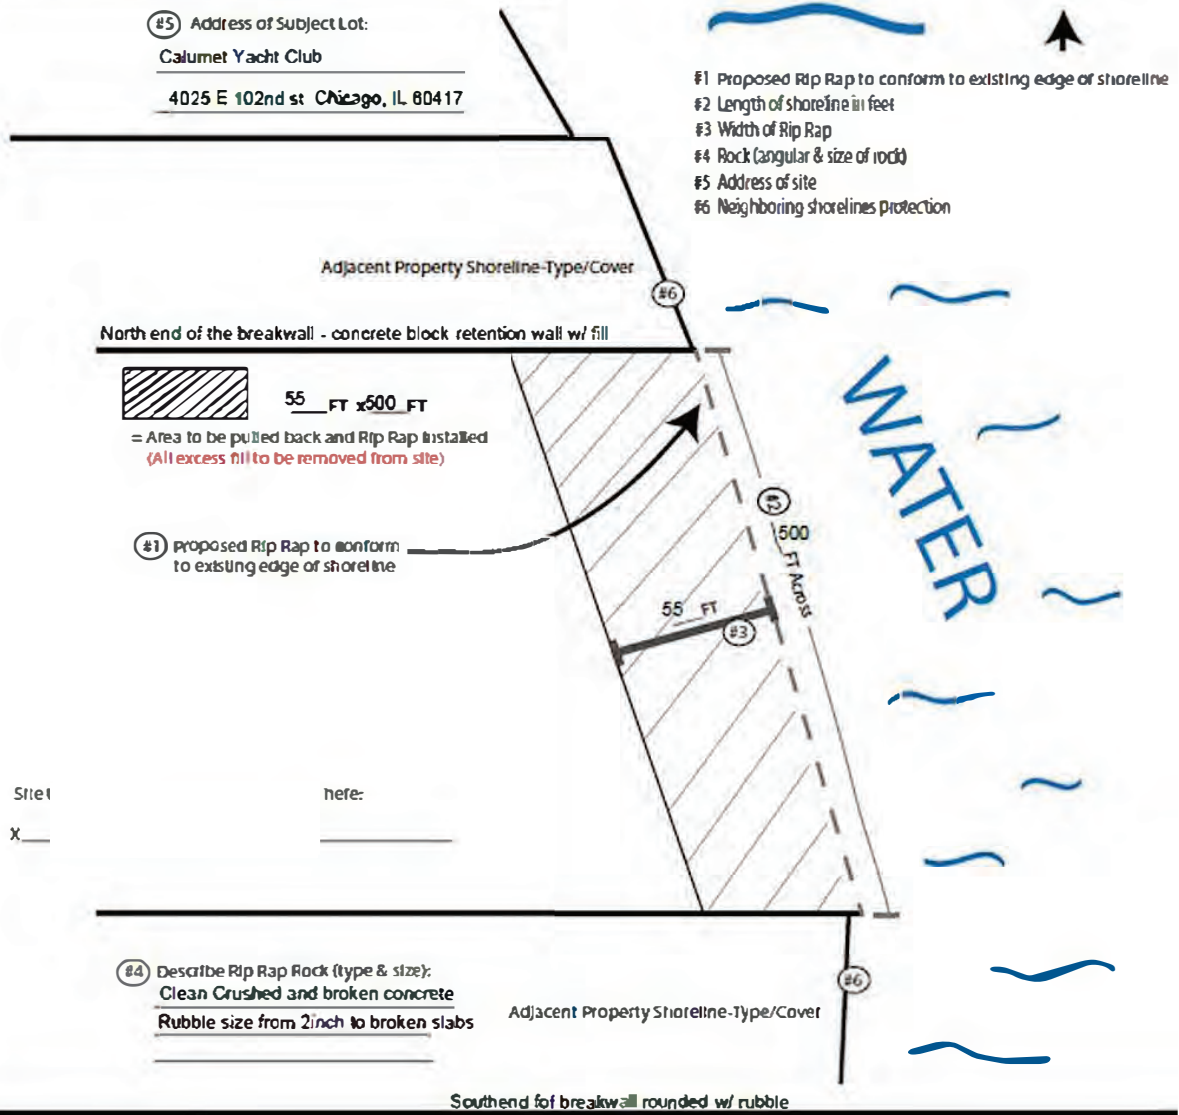 #5 Address of Subject Lot:
Calumet Yacht Club
4025 E 102nd st Chicago, IL 60417
#1 Proposed Rip Rap to conform to existing edge of shoreline
#2 Length of shoreline in feet
#3 Width of Rip Rap
#4 Rock (angular & size of rock)
#5 Address of site
#6 Neighboring shorelines protection
Adjacent Property Shoreline-Type/Cover
#6
North end of the breakwall - concrete block retention wall w/ fill
55 FT x500 FT
= Area to be pulled back and Rip Rap Installed
(All excess fill to be removed from site)
WATER
#2
500
FT Across
#1 Proposed Rip Rap to conform
to existing edge of shoreline
55 FT
#3
Site here:
X
#4 Describe Rip Rap Rock (type & size):
Clean Crushed and broken concrete
Rubble size from 2inch to broken slabs
#6
Adjacent Property Shoreline-Type/Cover
Southend fof breakwall rounded w/ rubble